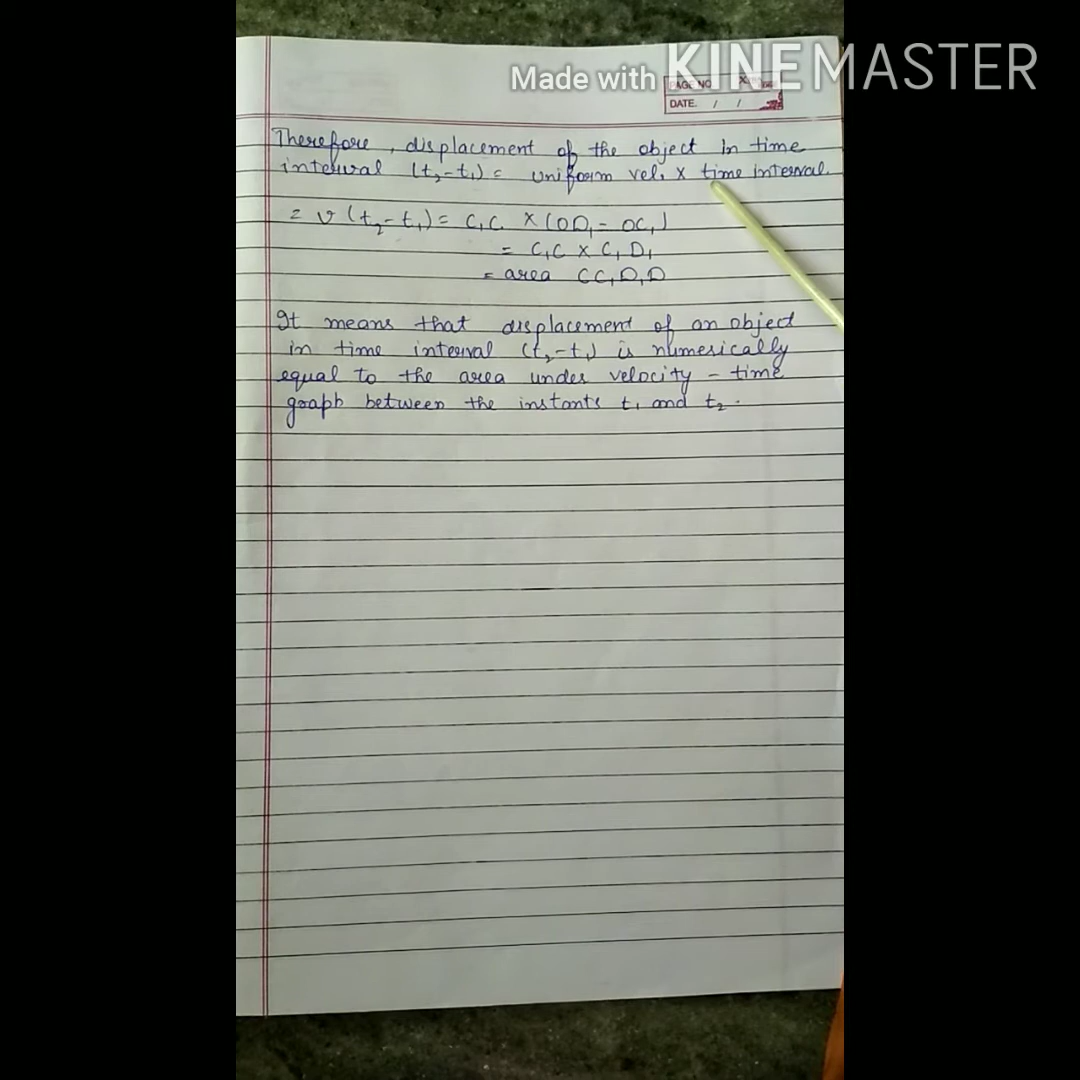 Made with KINEMASTER
PAGE NO
DATE. / /
Therefore, displacement of the object in time
interval (t₂-t₁) = uniform vel. × time interval.
= v (t₂ - t₁) = C₁C × (OD₁ - OC₁)
= C₁C × C₁D₁
= area CC₁D₁D
It means that displacement of an object
in time interval (t₂-t₁) is numerically
equal to the area under velocity - time
graph between the instants t₁ and t₂.